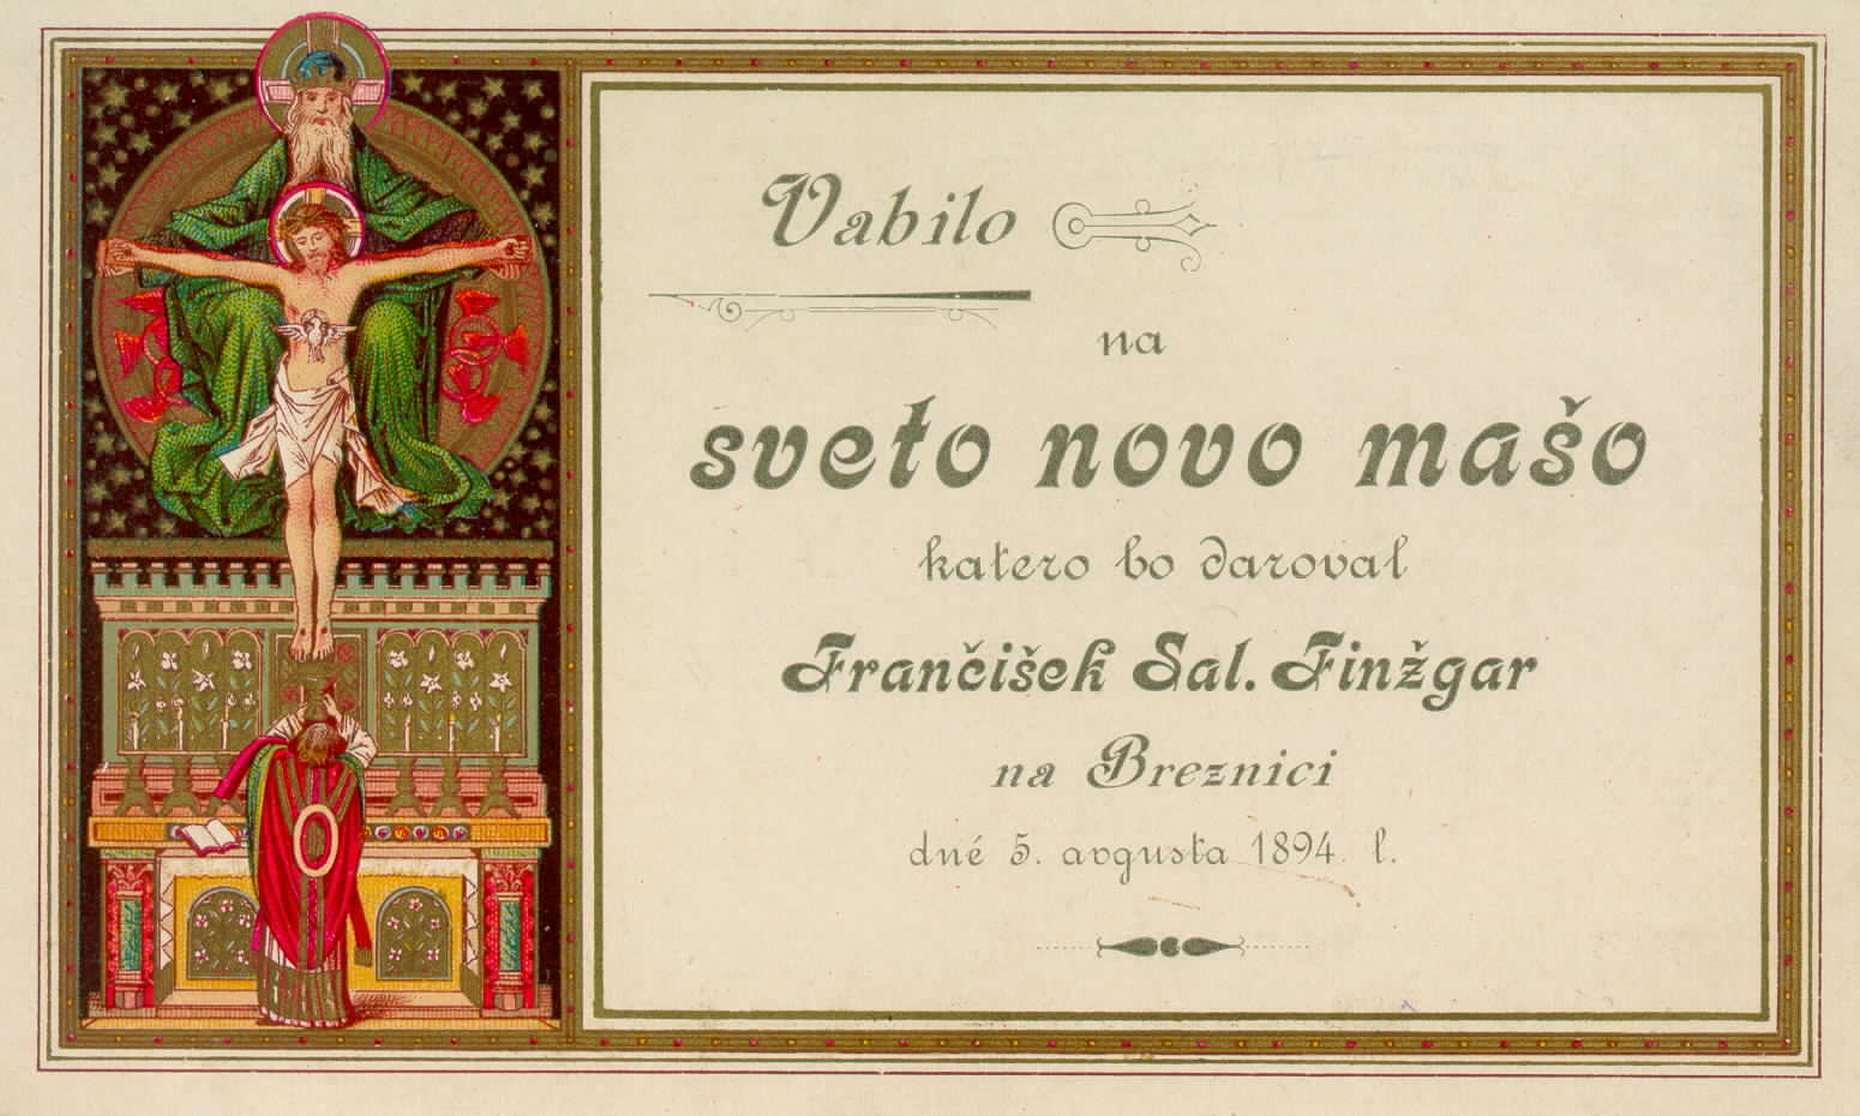 Vabilo
na
sveto novo mašo
katero bo daroval
Frančišek Sal. Finžgar
na Breznici
dné 5. avgusta 1894. l.